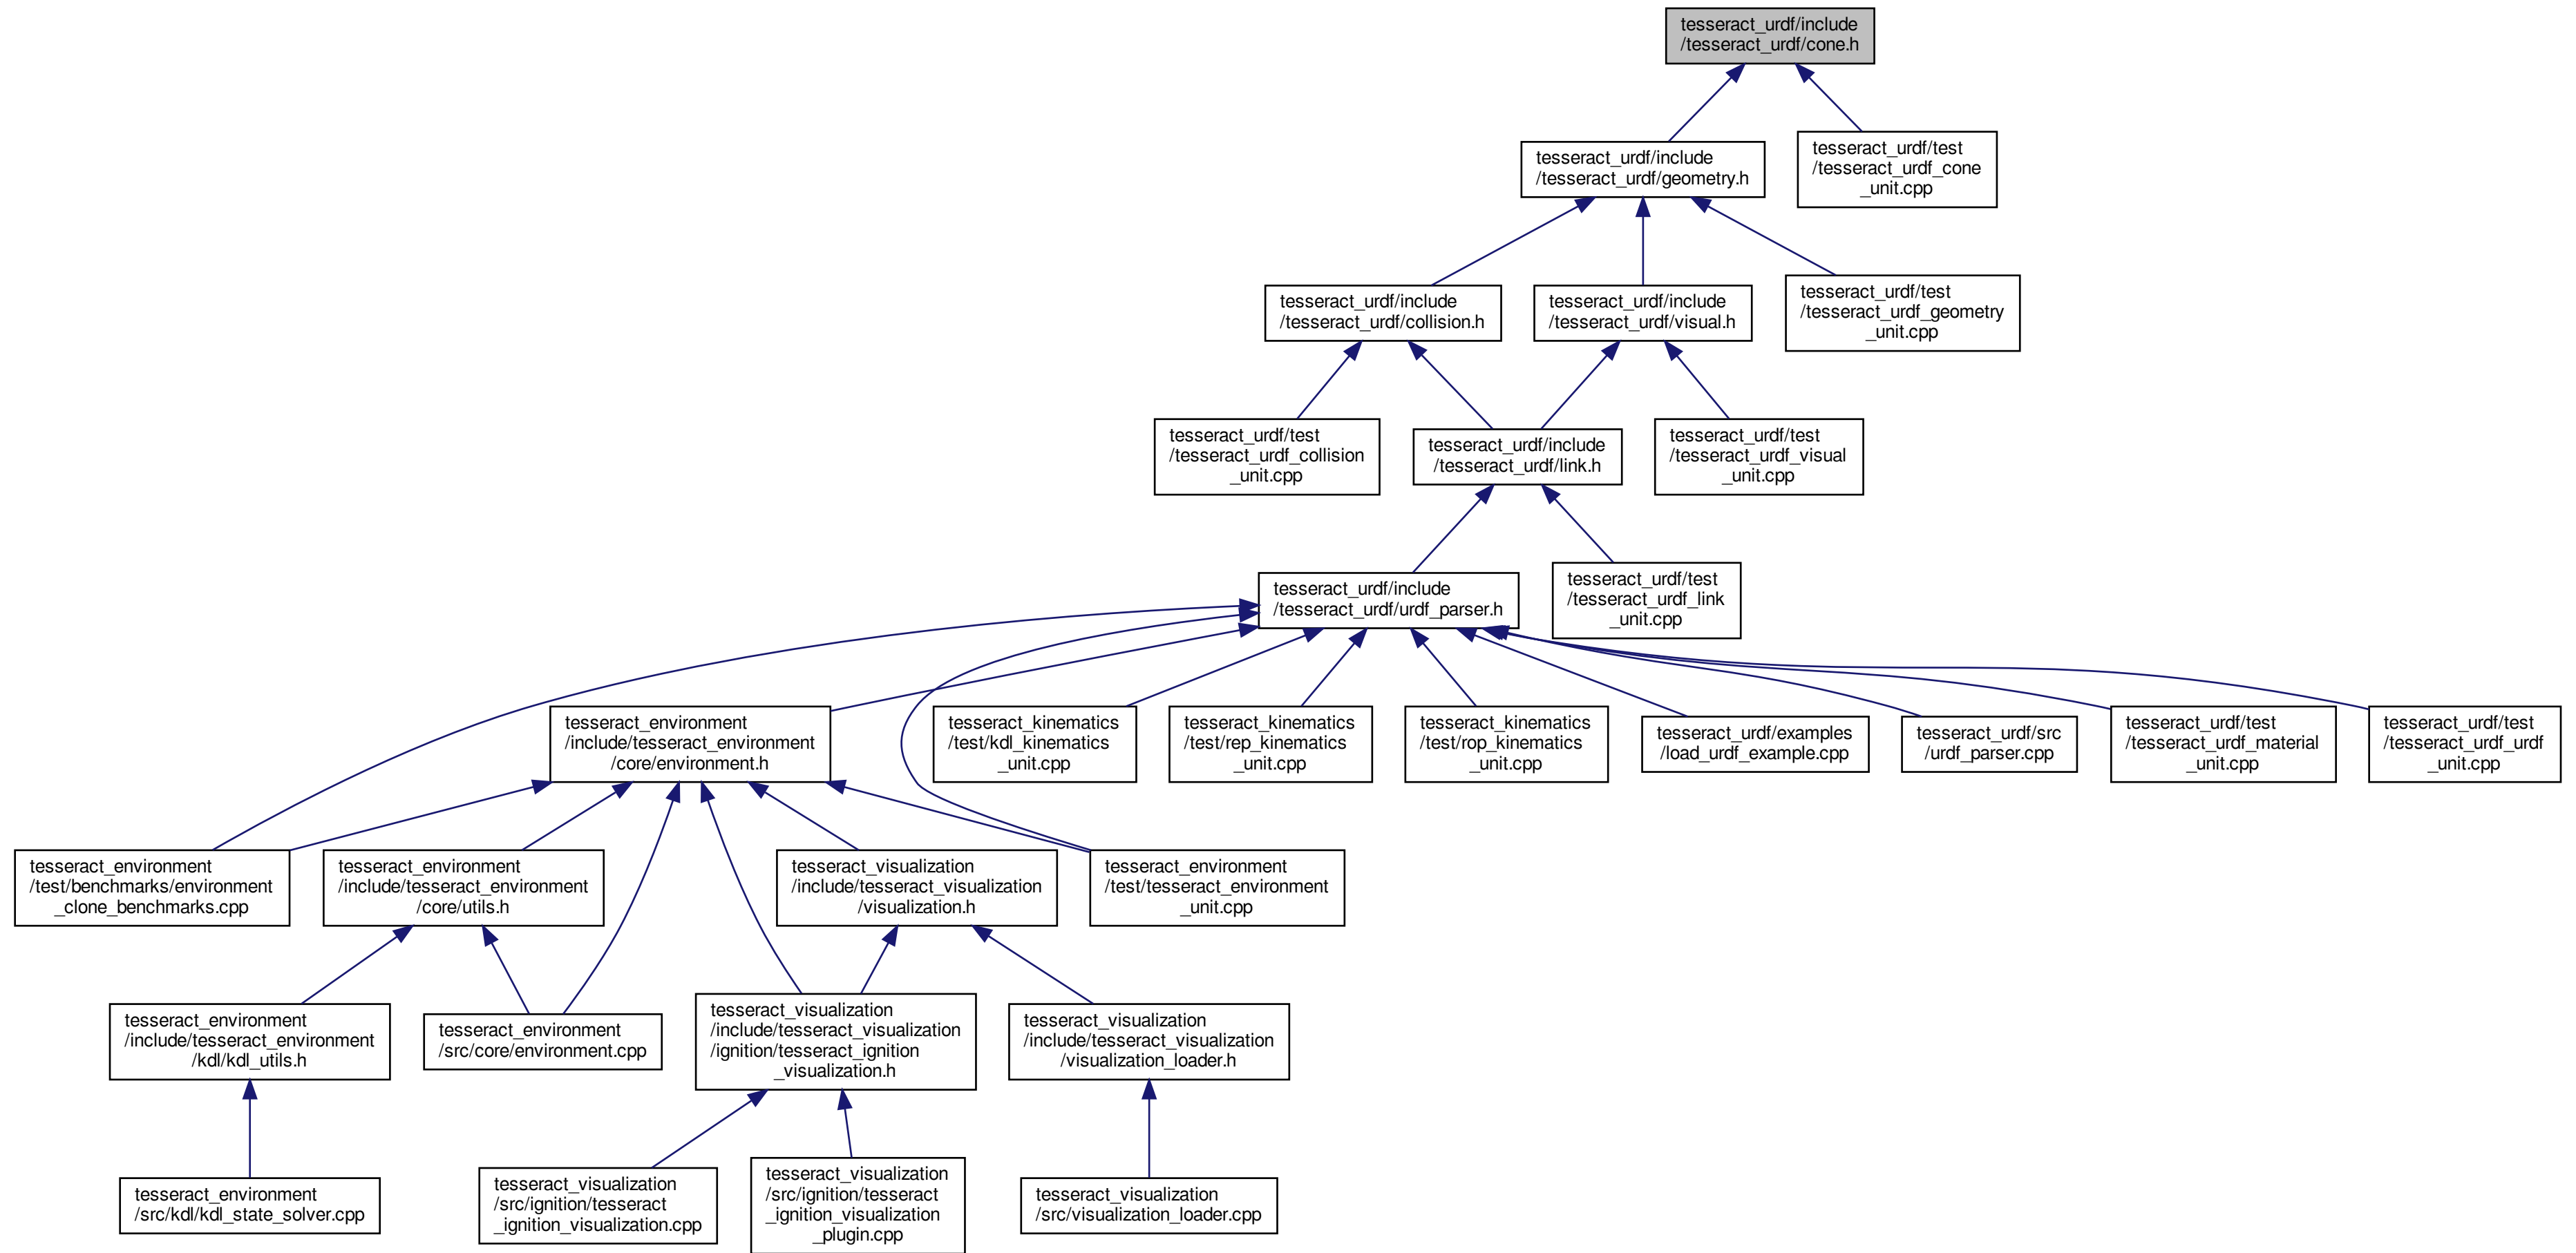 tesseract_urdf/include
/tesseract_urdf/cone.h
tesseract_urdf/include
/tesseract_urdf/geometry.h
tesseract_urdf/test
/tesseract_urdf_cone
_unit.cpp
tesseract_urdf/include
/tesseract_urdf/collision.h
tesseract_urdf/include
/tesseract_urdf/visual.h
tesseract_urdf/test
/tesseract_urdf_geometry
_unit.cpp
tesseract_urdf/test
/tesseract_urdf_collision
_unit.cpp
tesseract_urdf/include
/tesseract_urdf/link.h
tesseract_urdf/test
/tesseract_urdf_visual
_unit.cpp
tesseract_urdf/include
/tesseract_urdf/urdf_parser.h
tesseract_urdf/test
/tesseract_urdf_link
_unit.cpp
tesseract_environment
/include/tesseract_environment
/core/environment.h
tesseract_kinematics
/test/kdl_kinematics
_unit.cpp
tesseract_kinematics
/test/rep_kinematics
_unit.cpp
tesseract_kinematics
/test/rop_kinematics
_unit.cpp
tesseract_urdf/examples
/load_urdf_example.cpp
tesseract_urdf/src
/urdf_parser.cpp
tesseract_urdf/test
/tesseract_urdf_material
_unit.cpp
tesseract_urdf/test
/tesseract_urdf_urdf
_unit.cpp
tesseract_environment
/test/benchmarks/environment
_clone_benchmarks.cpp
tesseract_environment
/include/tesseract_environment
/core/utils.h
tesseract_visualization
/include/tesseract_visualization
/visualization.h
tesseract_environment
/test/tesseract_environment
_unit.cpp
tesseract_environment
/include/tesseract_environment
/kdl/kdl_utils.h
tesseract_environment
/src/core/environment.cpp
tesseract_visualization
/include/tesseract_visualization
/ignition/tesseract_ignition
_visualization.h
tesseract_visualization
/include/tesseract_visualization
/visualization_loader.h
tesseract_environment
/src/kdl/kdl_state_solver.cpp
tesseract_visualization
/src/ignition/tesseract
_ignition_visualization.cpp
tesseract_visualization
/src/ignition/tesseract
_ignition_visualization
_plugin.cpp
tesseract_visualization
/src/visualization_loader.cpp